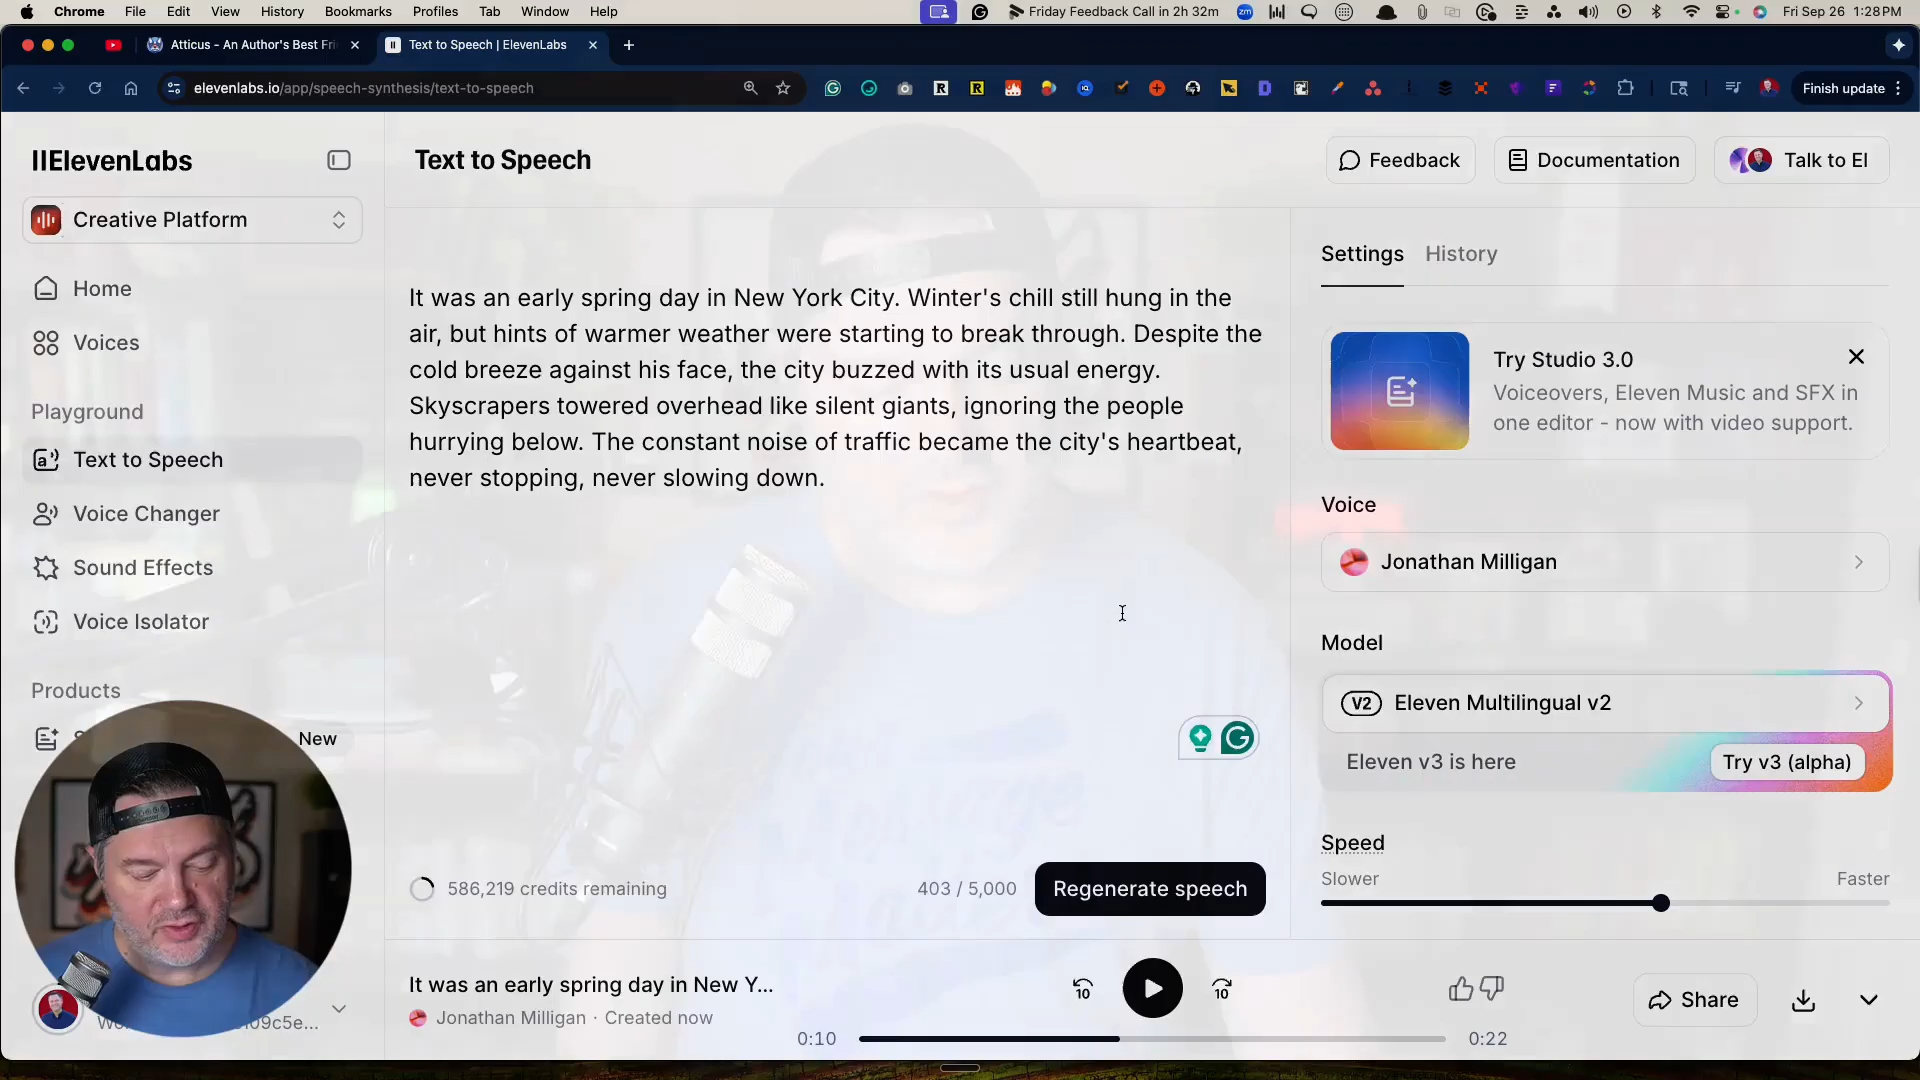 Chrome File Edit View History Bookmarks Profiles Tab Window Help
Friday Feedback Call in 2h 32m
Fri Sep 26 1:28 PM
Atticus - An Author's Best Fri
Text to Speech | ElevenLabs
elevenlabs.io/app/speech-synthesis/text-to-speech
Finish update
IIElevenLabs
Creative Platform
Home
Voices
Playground
Text to Speech
Voice Changer
Sound Effects
Voice Isolator
Products
New
Text to Speech
Feedback
Documentation
Talk to El
It was an early spring day in New York City. Winter's chill still hung in the
air, but hints of warmer weather were starting to break through. Despite the
cold breeze against his face, the city buzzed with its usual energy.
Skyscrapers towered overhead like silent giants, ignoring the people
hurrying below. The constant noise of traffic became the city's heartbeat,
never stopping, never slowing down.
586,219 credits remaining
403 / 5,000
Regenerate speech
Settings
History
Try Studio 3.0
Voiceovers, Eleven Music and SFX in
one editor - now with video support.
Voice
Jonathan Milligan
Model
V2 Eleven Multilingual v2
Eleven v3 is here
Try v3 (alpha)
Speed
Slower
Faster
It was an early spring day in New Y...
Jonathan Milligan · Created now
10
10
0:10
0:22
Share